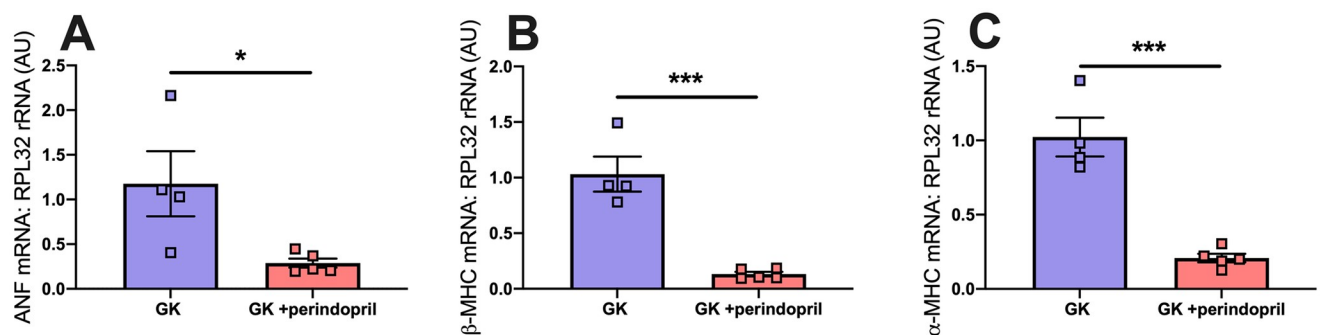 A
ANF mRNA: RPL32 rRNA (AU)
2.5
2.0
1.5
1.0
0.5
0.0
*
GK
GK +perindopril
B
β-MHC mRNA: RPL32 rRNA (AU)
2.0
1.5
1.0
0.5
0.0
***
GK
GK +perindopril
C
α-MHC mRNA: RPL32 rRNA (AU)
1.5
1.0
0.5
0.0
***
GK
GK +perindopril